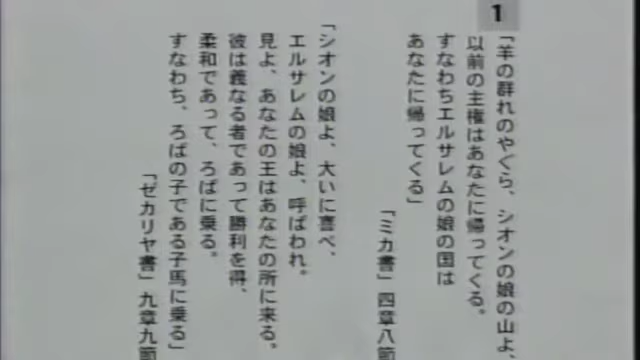 1
「羊の群れのやぐら、シオンの娘の山よ、
以前の主権はあなたに帰ってくる。
すなわちエルサレムの娘の国は
あなたに帰ってくる」
「ミカ書」四章八節
「シオンの娘よ、大いに喜べ、
エルサレムの娘よ、呼ばわれ。
見よ、あなたの王はあなたの所に来る。
彼は義なる者であって勝利を得、
柔和であって、ろばに乗る。
すなわち、ろばの子である子馬に乗る」
「ゼカリヤ書」九章九節